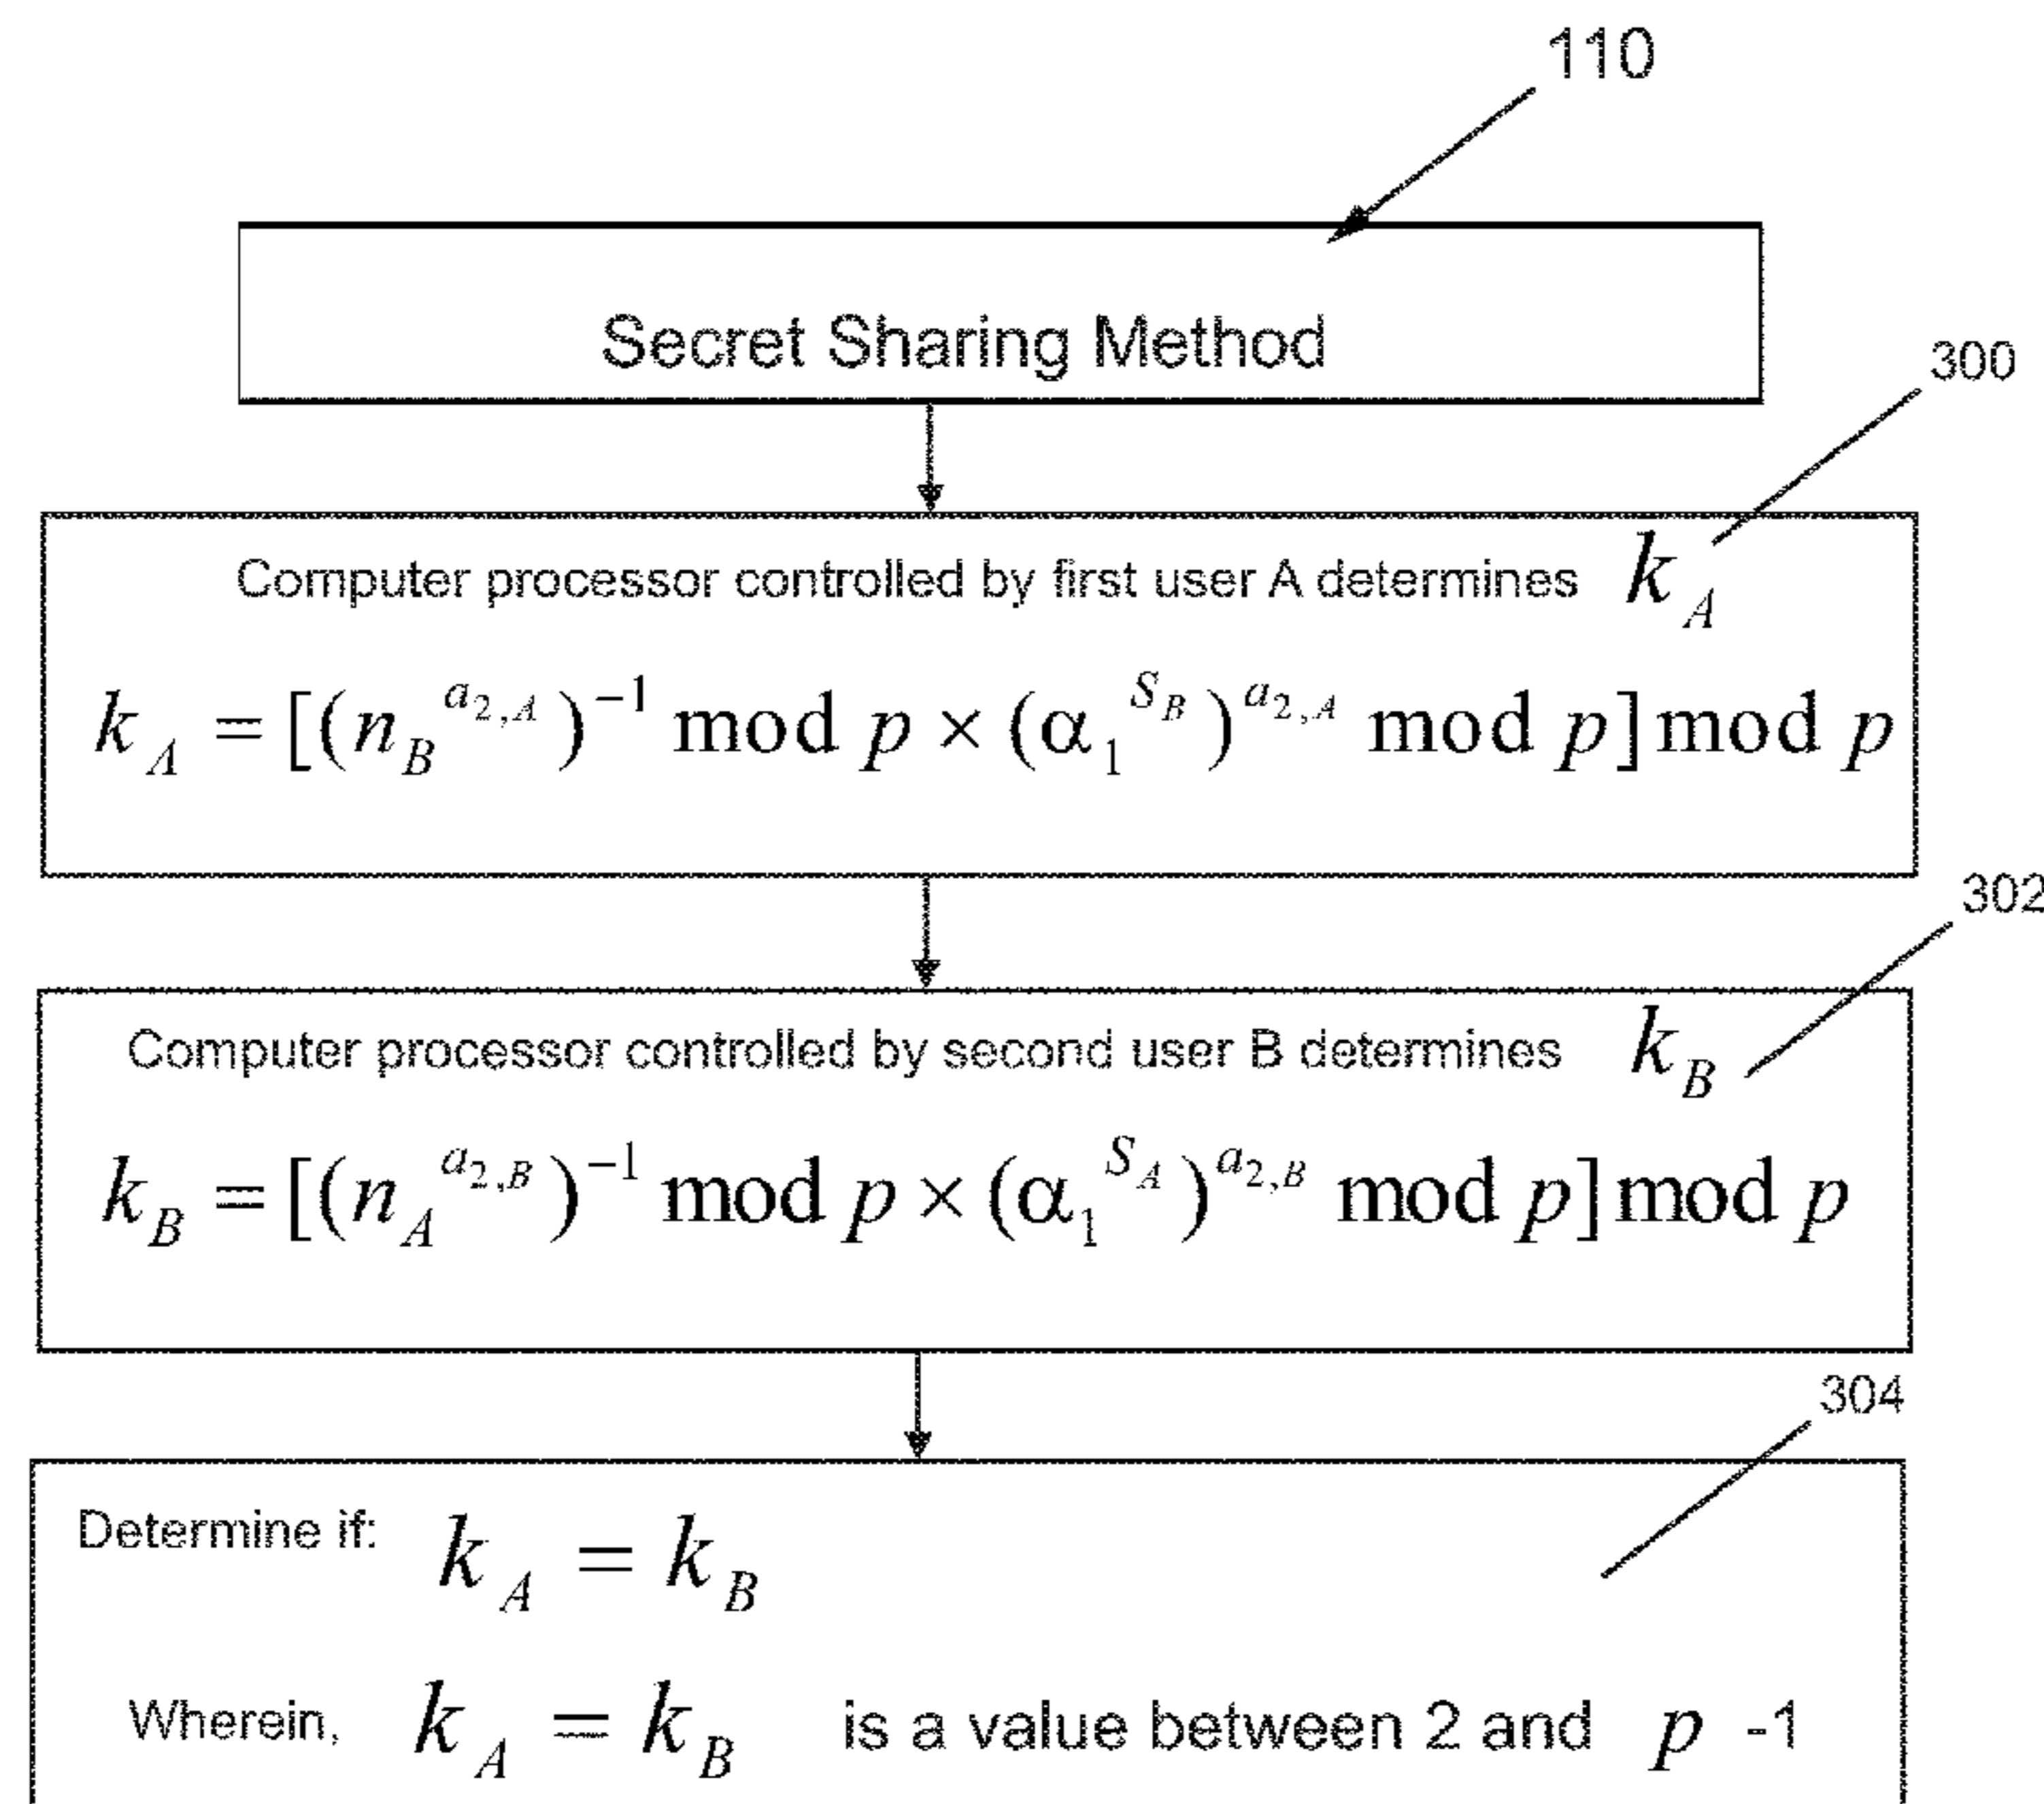 110
Secret Sharing Method
300
Computer processor controlled by first user A determines k_A
k_A = [(n_B^{a_{2,A}})^{-1} mod p × (α_1^{S_B})^{a_{2,A}} mod p] mod p
302
Computer processor controlled by second user B determines k_B
k_B = [(n_A^{a_{2,B}})^{-1} mod p × (α_1^{S_A})^{a_{2,B}} mod p] mod p
304
Determine if: k_A = k_B
Wherein, k_A = k_B is a value between 2 and p -1